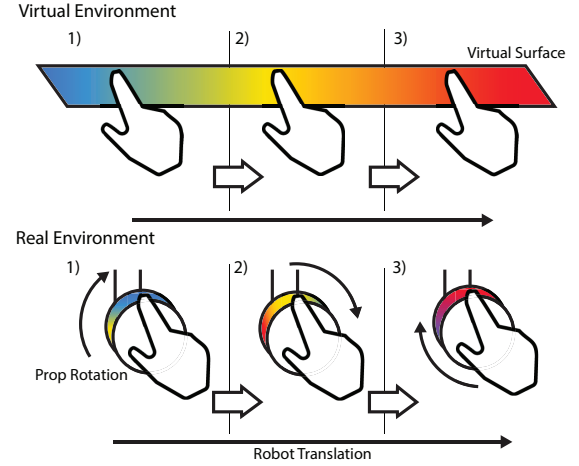 Virtual Environment
1)
2)
3)
Virtual Surface
Real Environment
1)
2)
3)
Prop Rotation
Robot Translation